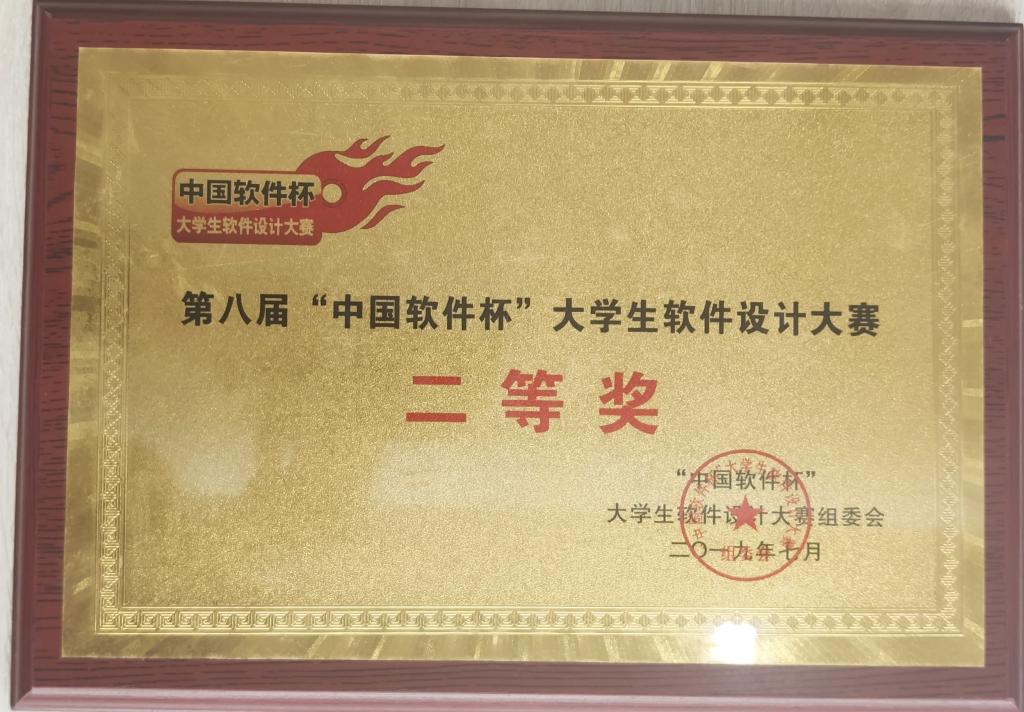 中国软件杯
大学生软件设计大赛
第八届“中国软件杯”大学生软件设计大赛
二等奖
“中国软件杯”
大学生软件设计大赛组委会
二〇一九年七月